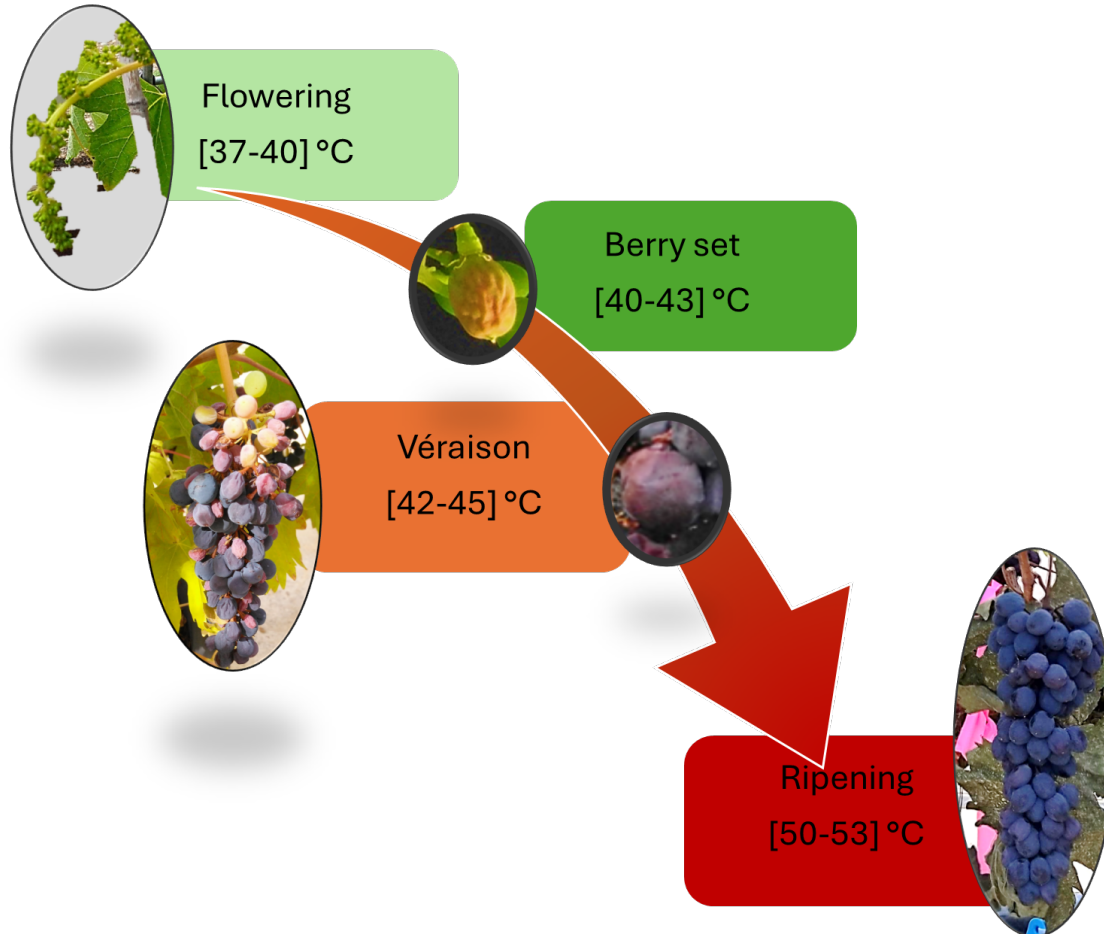 Flowering
[37-40] °C
Berry set
[40-43] °C
Véraison
[42-45] °C
Ripening
[50-53] °C